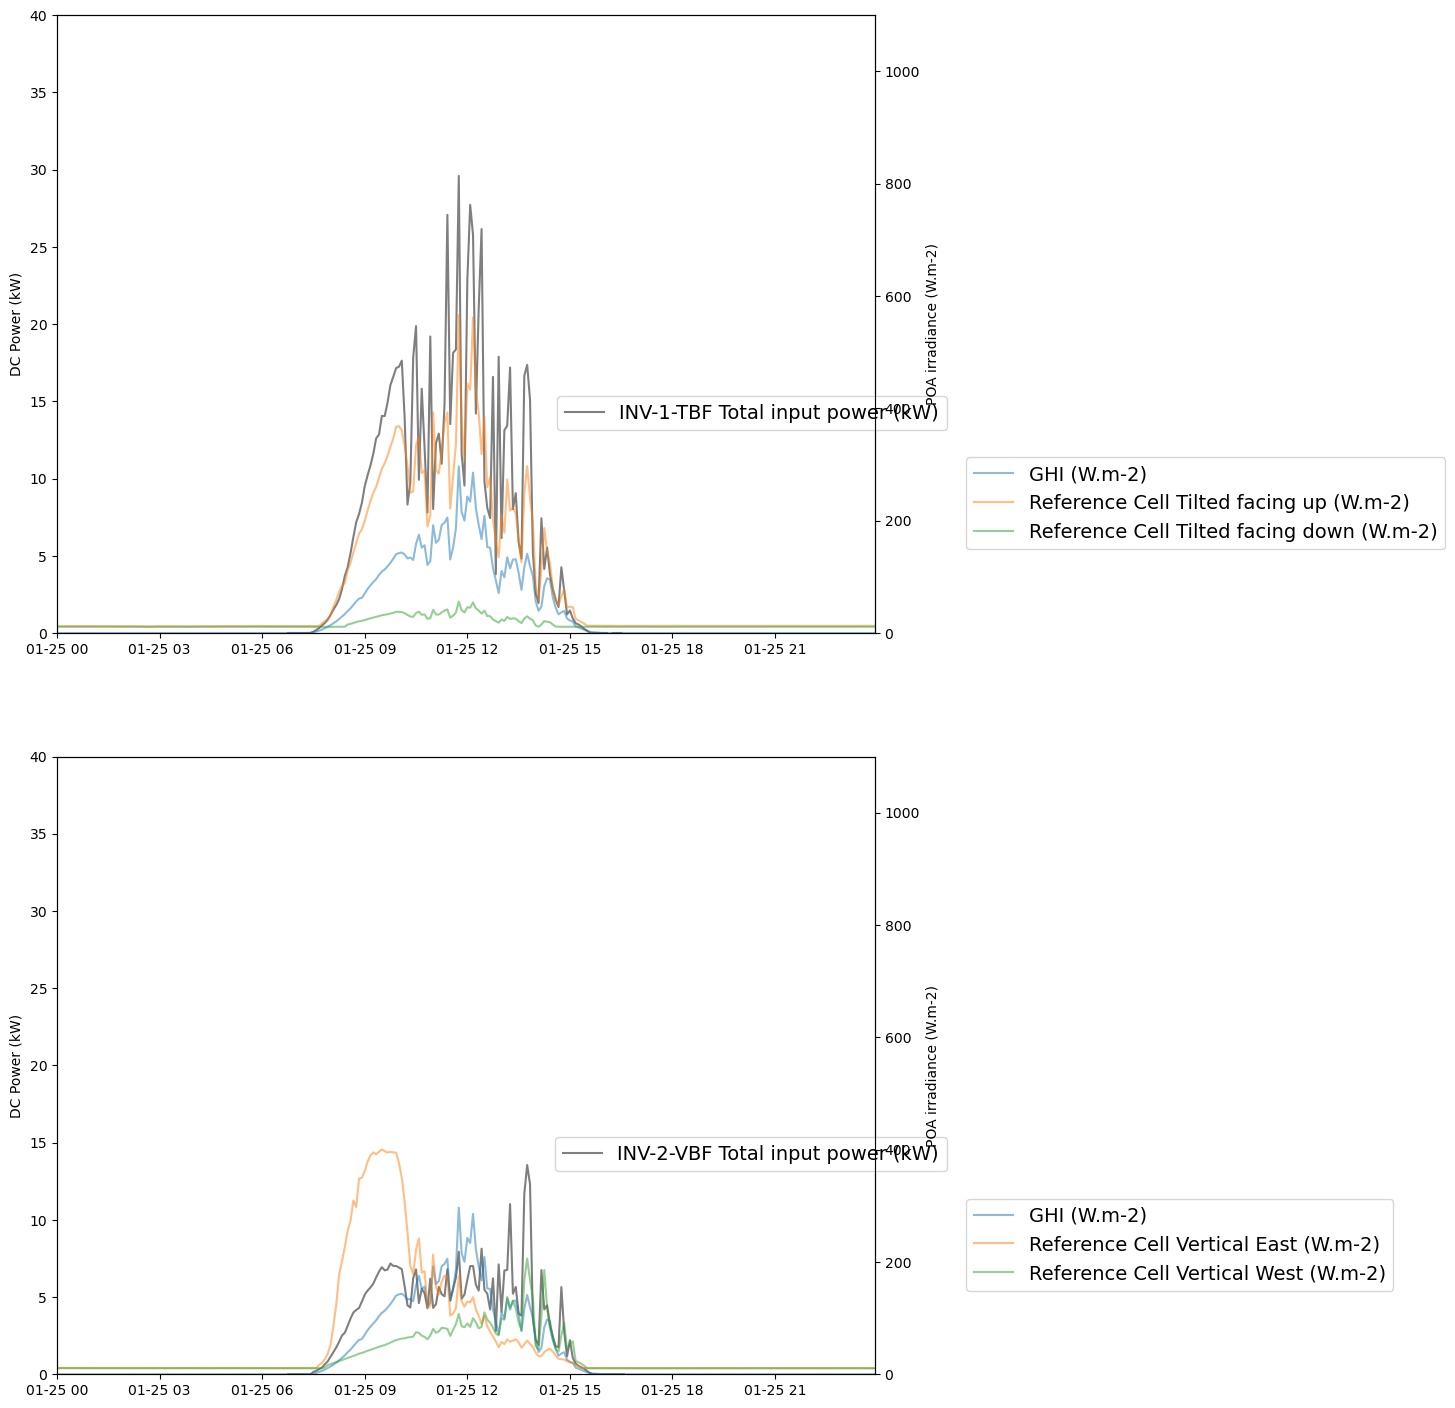 40
35
30
25
20
15
10
5
0
DC Power (kW)
1000
800
600
400
200
0
POA irradiance (W.m-2)
INV-1-TBF Total input power (kW)
GHI (W.m-2)
Reference Cell Tilted facing up (W.m-2)
Reference Cell Tilted facing down (W.m-2)
01-25 00 01-25 03 01-25 06 01-25 09 01-25 12 01-25 15 01-25 18 01-25 21
40
35
30
25
20
15
10
5
0
DC Power (kW)
1000
800
600
400
200
0
POA irradiance (W.m-2)
INV-2-VBF Total input power (kW)
GHI (W.m-2)
Reference Cell Vertical East (W.m-2)
Reference Cell Vertical West (W.m-2)
01-25 00 01-25 03 01-25 06 01-25 09 01-25 12 01-25 15 01-25 18 01-25 21